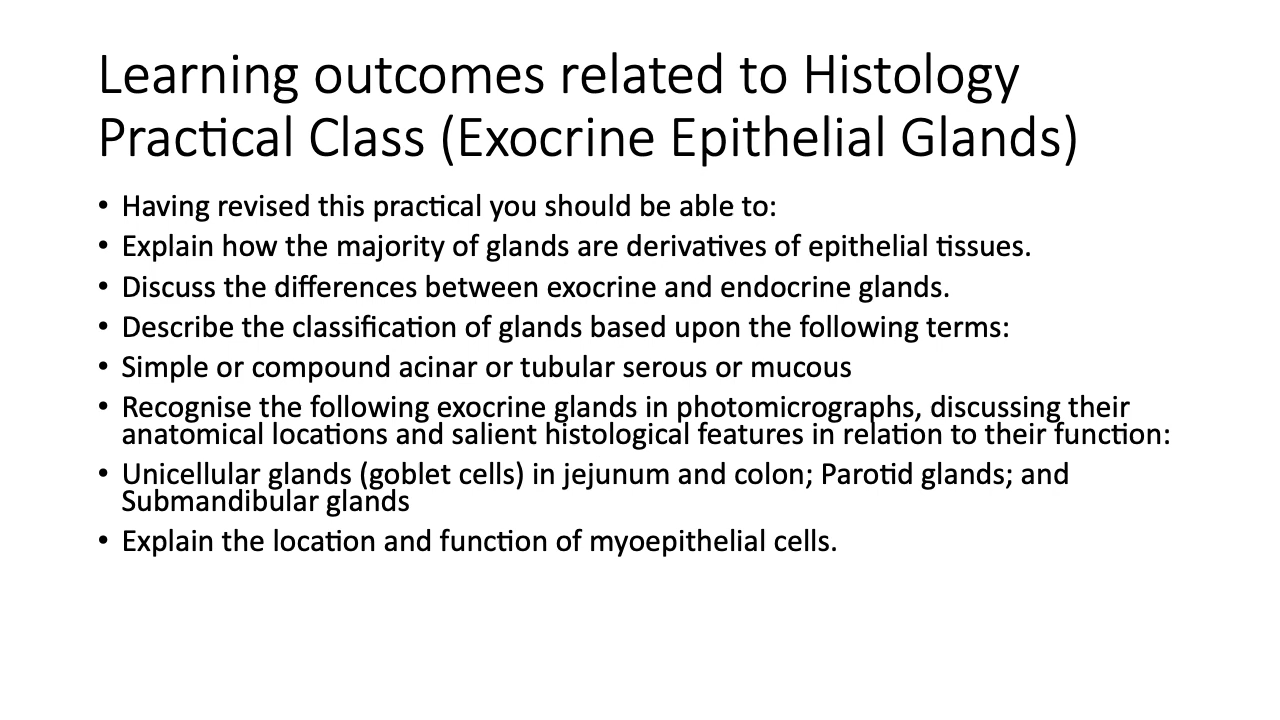 Learning outcomes related to Histology
Practical Class (Exocrine Epithelial Glands)
• Having revised this practical you should be able to:
• Explain how the majority of glands are derivatives of epithelial tissues.
• Discuss the differences between exocrine and endocrine glands.
• Describe the classification of glands based upon the following terms:
• Simple or compound acinar or tubular serous or mucous
• Recognise the following exocrine glands in photomicrographs, discussing their
anatomical locations and salient histological features in relation to their function:
• Unicellular glands (goblet cells) in jejunum and colon; Parotid glands; and
Submandibular glands
• Explain the location and function of myoepithelial cells.